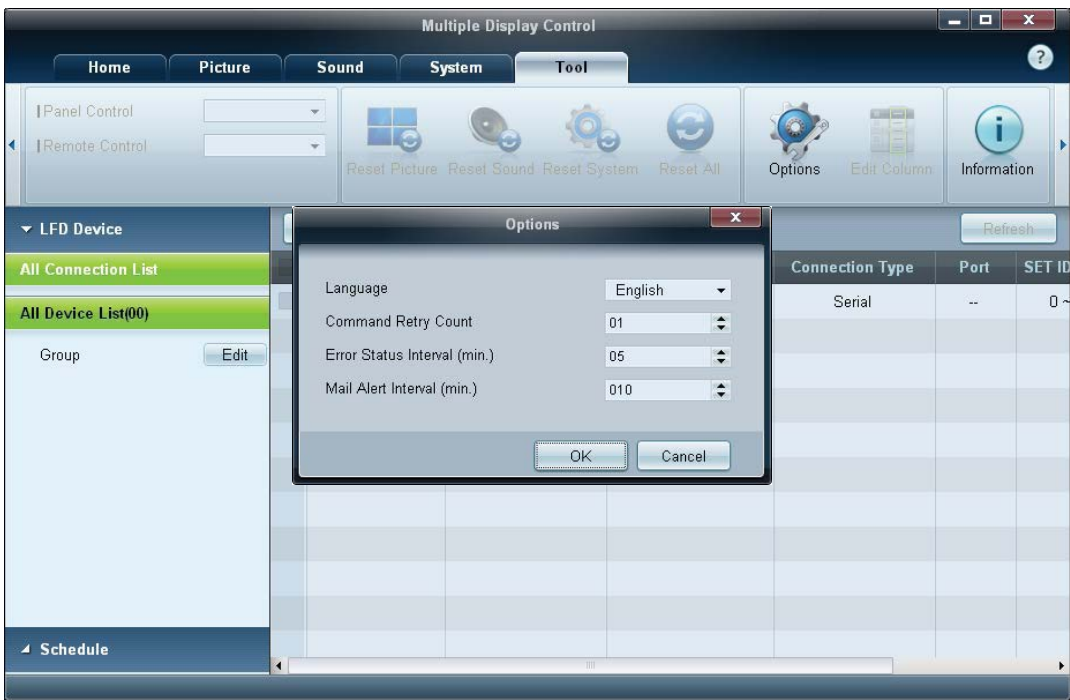 Multiple Display Control
Home Picture Sound System Tool
Panel Control
Remote Control
Reset Picture Reset Sound Reset System Reset All Options Edit Column Information
LFD Device
Refresh
All Connection List
Connection Type Port SET ID
Serial -- 0 ~
All Device List(00)
Group Edit
Options
Language English
Command Retry Count 01
Error Status Interval (min.) 05
Mail Alert Interval (min.) 010
OK Cancel
Schedule